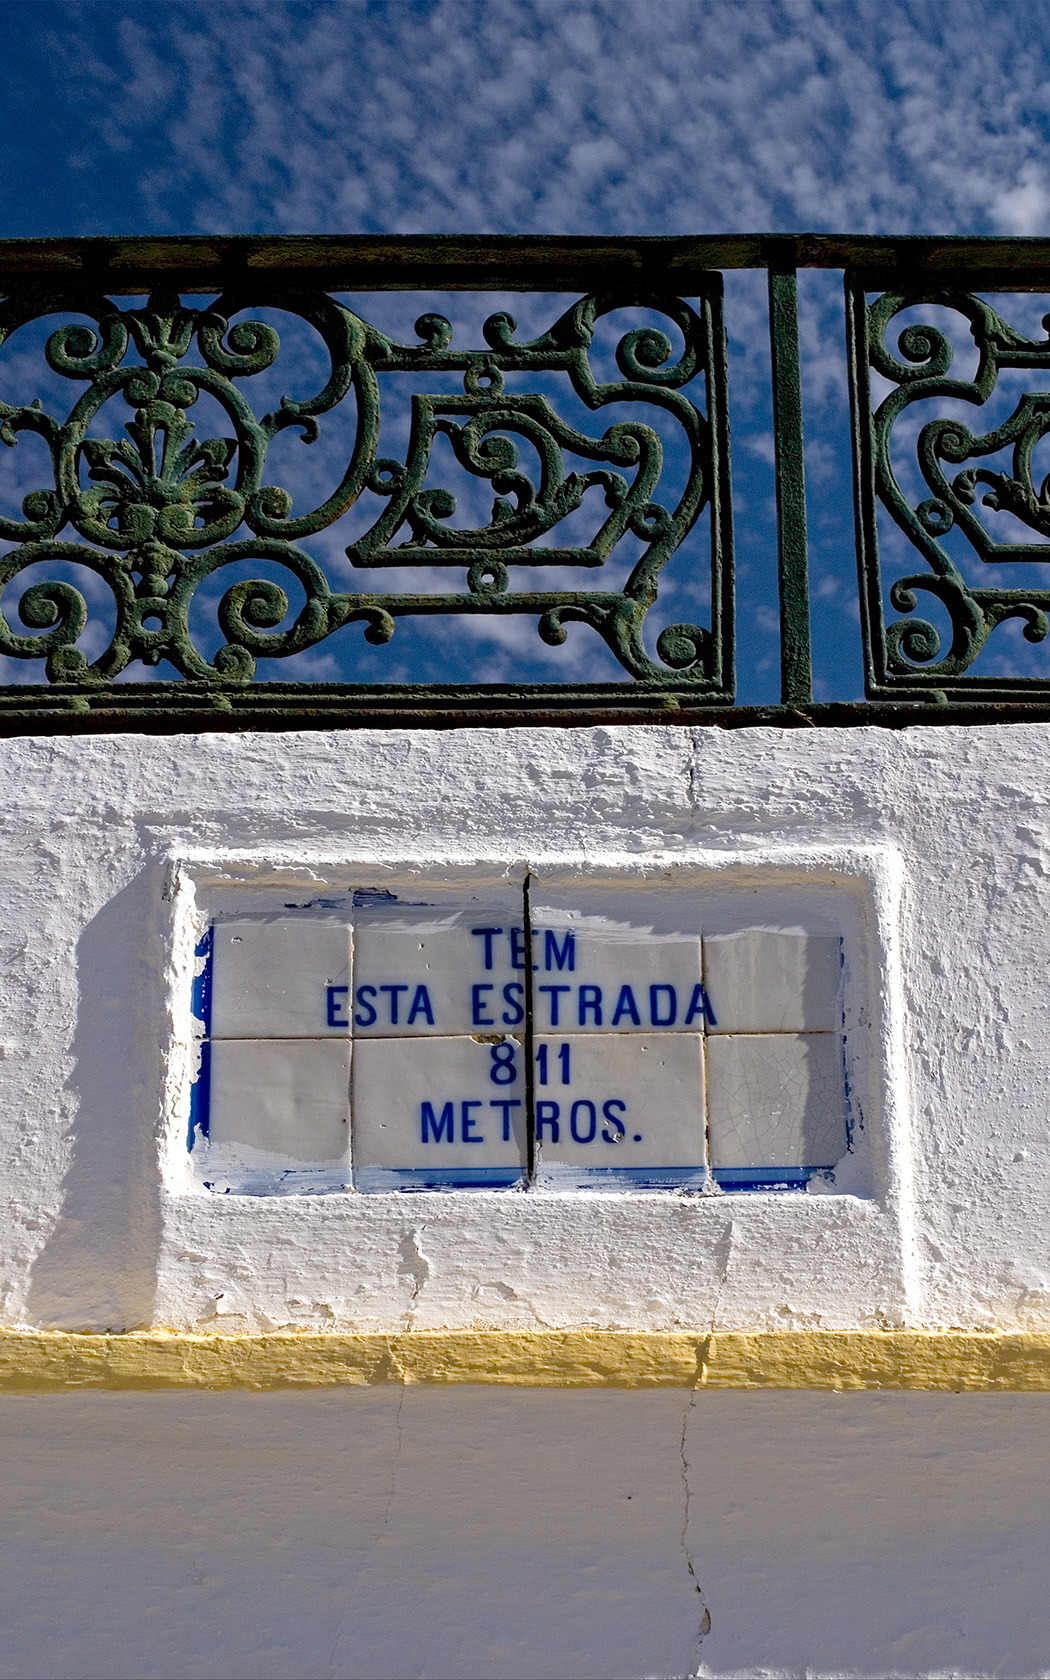 TEM
ESTA ESTRADA
811
METROS.